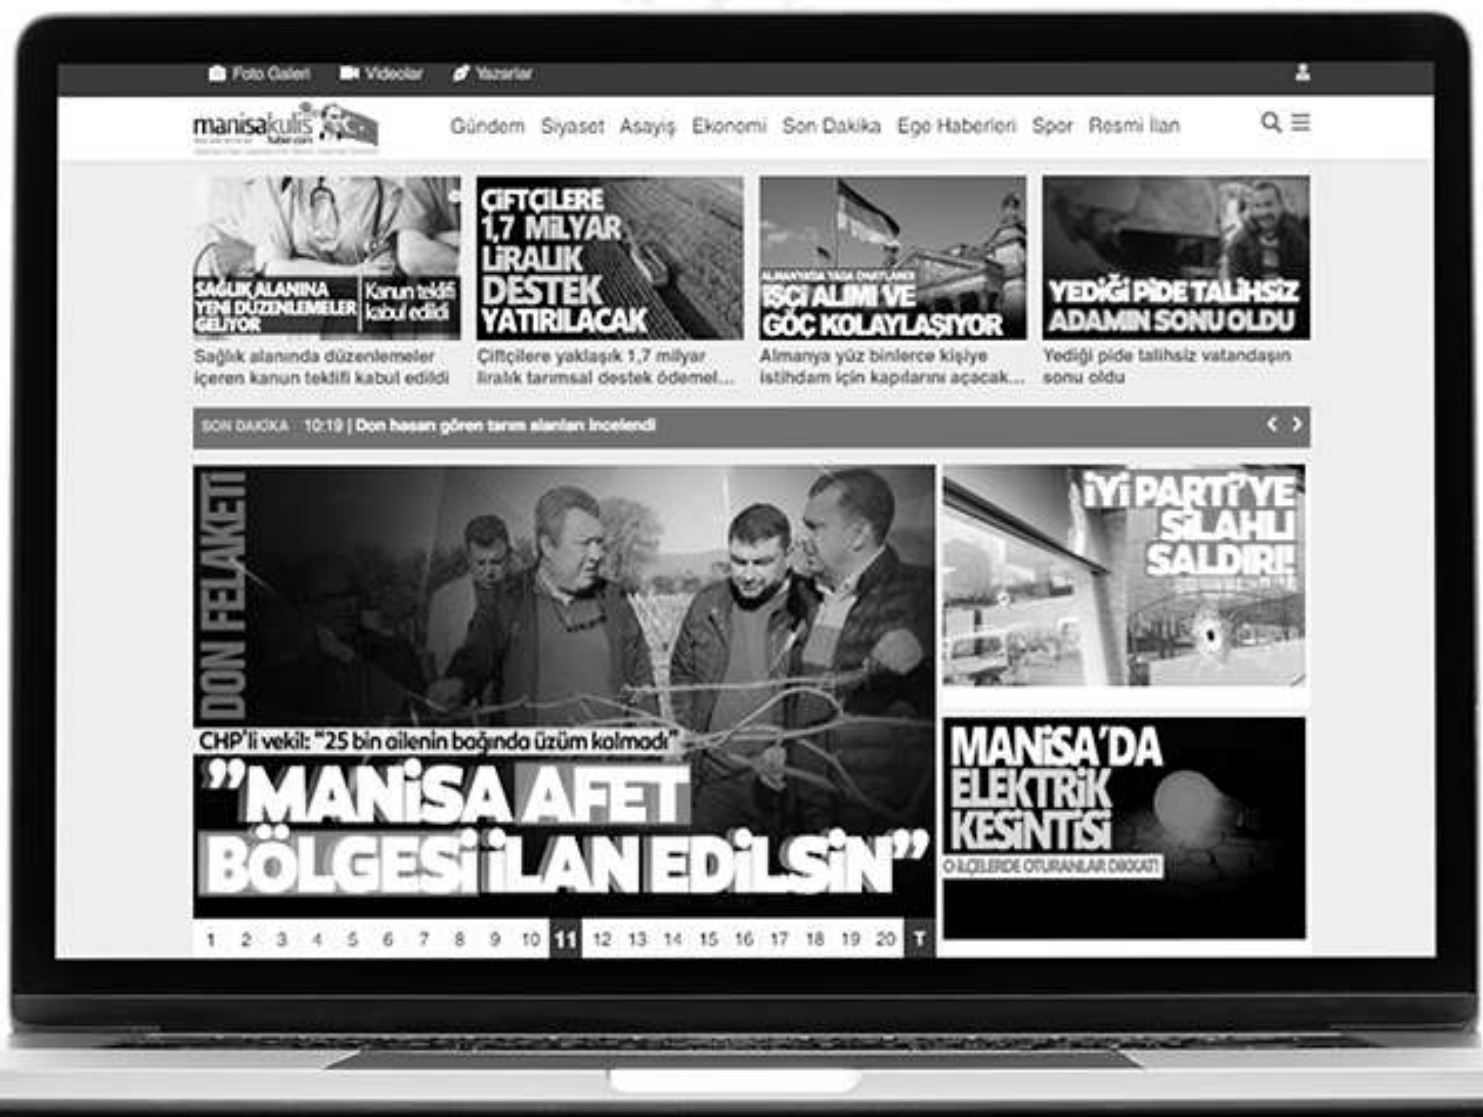 Foto Galeri Videolar Yazarlar
manisakulis
haber.com
Gündem Siyaset Asayiş Ekonomi Son Dakika Ege Haberleri Spor Resmi İlan
SAĞLIK ALANINA
YENİ DÜZENLEMELER
GELİYOR
Kanun teklifi
kabul edildi
Sağlık alanında düzenlemeler
içeren kanun teklifi kabul edildi
ÇİFTÇİLERE
1,7 MİLYAR
LİRALIK
DESTEK
YATIRILACAK
Çiftçilere yaklaşık 1,7 milyar
liralık tarımsal destek ödemel...
ALMANYA'DA YASA ONAYLANDI
İŞÇİ ALIMI VE
GÖÇ KOLAYLAŞIYOR
Almanya yüz binlerce kişiye
istihdam için kapılarını açacak...
YEDİĞİ PİDE TALİHSİZ
ADAMIN SONU OLDU
Yediği pide talihsiz vatandaşın
sonu oldu
SON DAKİKA 10:19 | Don hasarı gören tarım alanları incelendi
DON FELAKETİ
CHP'li vekil: "25 bin ailenin bağında üzüm kalmadı"
"MANİSA AFET
BÖLGESİ İLAN EDİLSİN"
1 2 3 4 5 6 7 8 9 10 11 12 13 14 15 16 17 18 19 20 T
İYİ PARTİ'YE
SİLAHLI
SALDIRI!
MANİSA'DA
ELEKTRİK
KESİNTİSİ
O İLÇELERDE OTURANLAR DİKKAT!